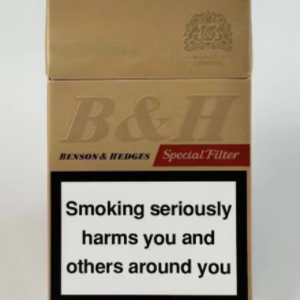 B&H
BENSON & HEDGES Special Filter
Smoking seriously
harms you and
others around you